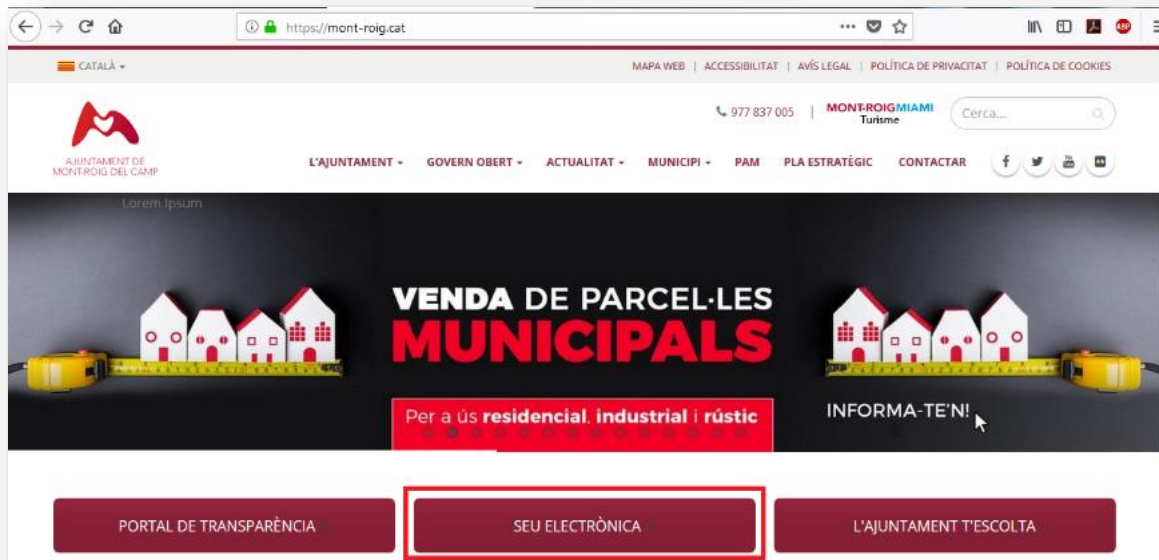 https://mont-roig.cat
CATALÀ
MAPA WEB | ACCESSIBILITAT | AVÍS LEGAL | POLÍTICA DE PRIVACITAT | POLÍTICA DE COOKIES
977 837 005 | MONT-ROIGMIAMI
Turisme
Cerca...
AJUNTAMENT DE
MONT-ROIG DEL CAMP
L'AJUNTAMENT GOVERN OBERT ACTUALITAT MUNICIPI PAM PLA ESTRATÈGIC CONTACTAR
Lorem Ipsum
VENDA DE PARCEL·LES
MUNICIPALS
Per a ús residencial, industrial i rústic
INFORMA-TE'N!
PORTAL DE TRANSPARÈNCIA
SEU ELECTRÒNICA
L'AJUNTAMENT T'ESCOLTA